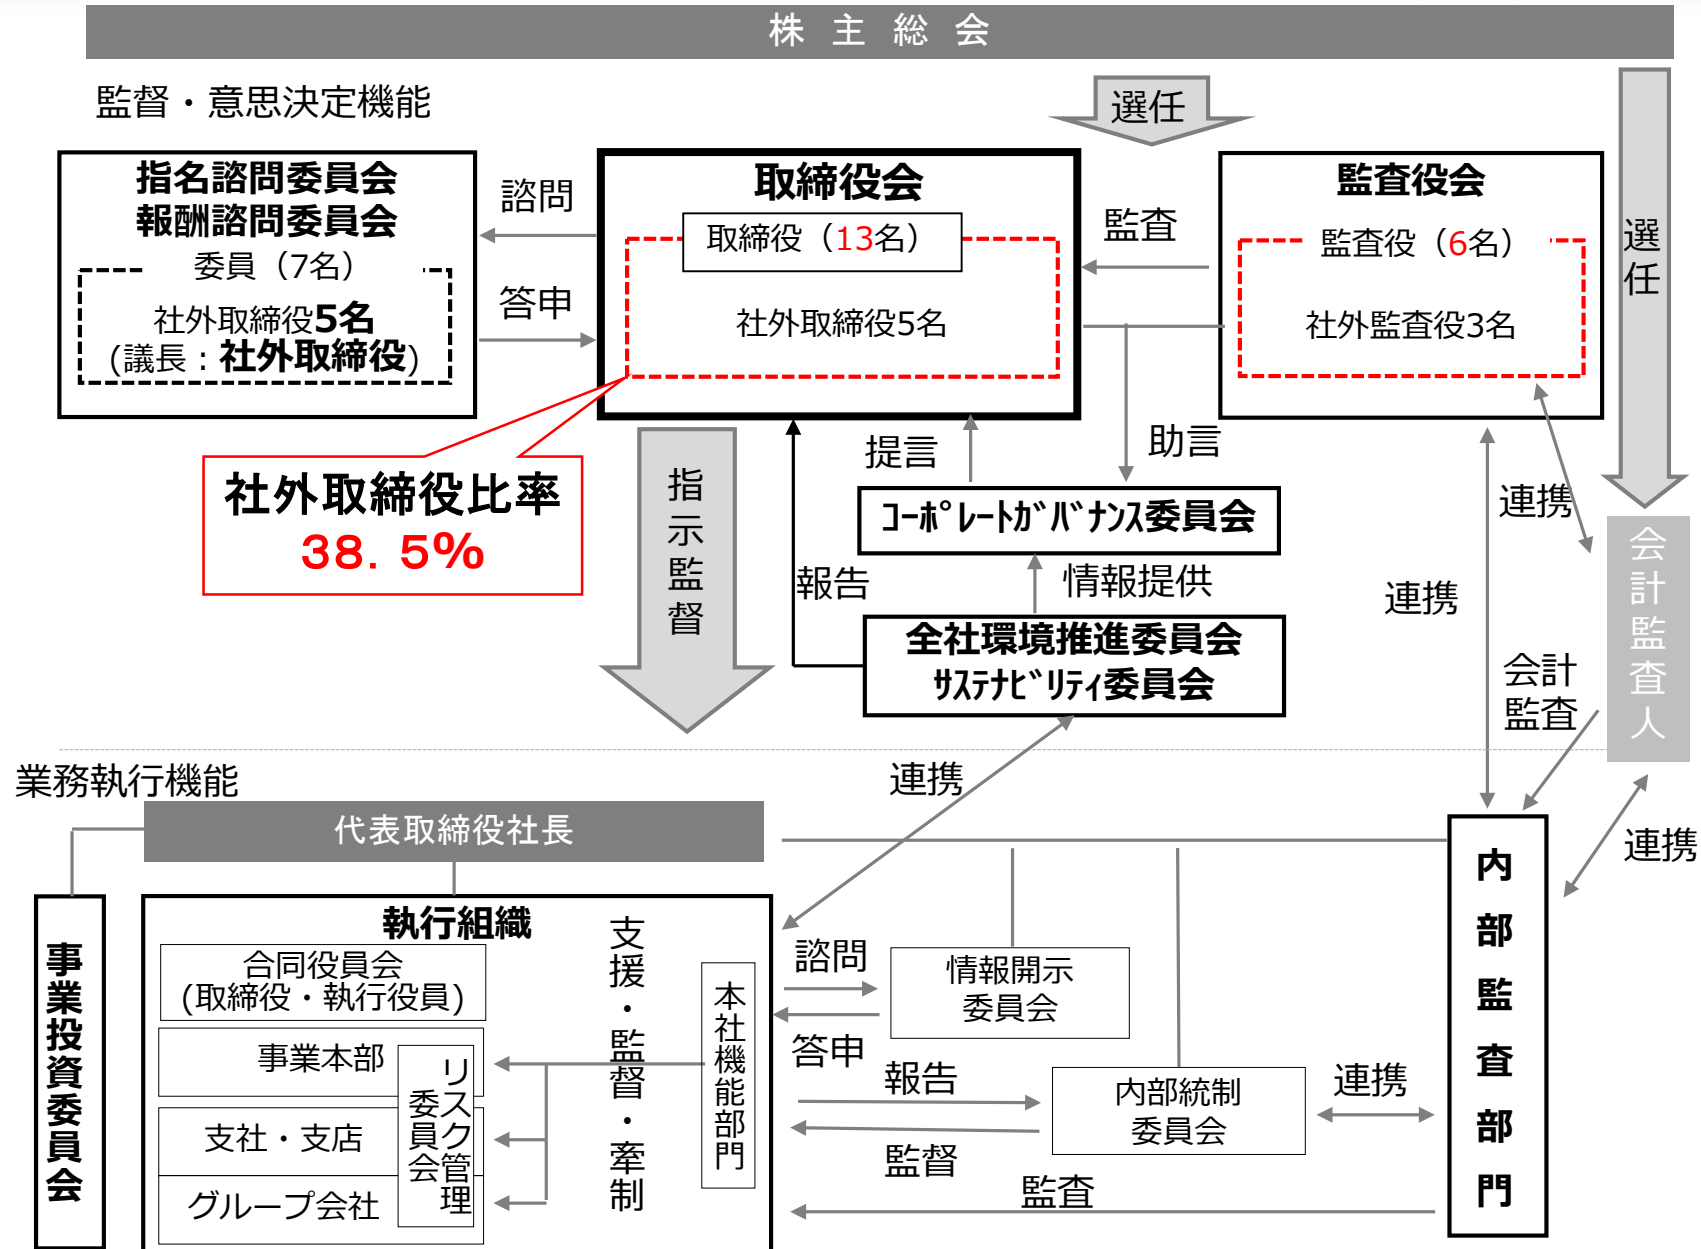 株主総会
監督・意思決定機能
選任
選任
指名諮問委員会
報酬諮問委員会
委員（7名）
社外取締役5名
(議長：社外取締役)
諮問
答申
取締役会
取締役（13名）
社外取締役5名
監査
監査役会
監査役（6名）
社外監査役3名
社外取締役比率
38．5%
指示監督
提言
助言
コーポレートガバナンス委員会
報告
情報提供
全社環境推進委員会
サステナビリティ委員会
連携
連携
会計監査人
会計
監査
連携
連携
業務執行機能
代表取締役社長
事業投資委員会
執行組織
合同役員会
(取締役・執行役員)
事業本部
支社・支店
グループ会社
リスク管理
委員会
支援・監督・牽制
本社機能部門
諮問
答申
情報開示
委員会
報告
監督
内部統制
委員会
連携
監査
内部監査部門